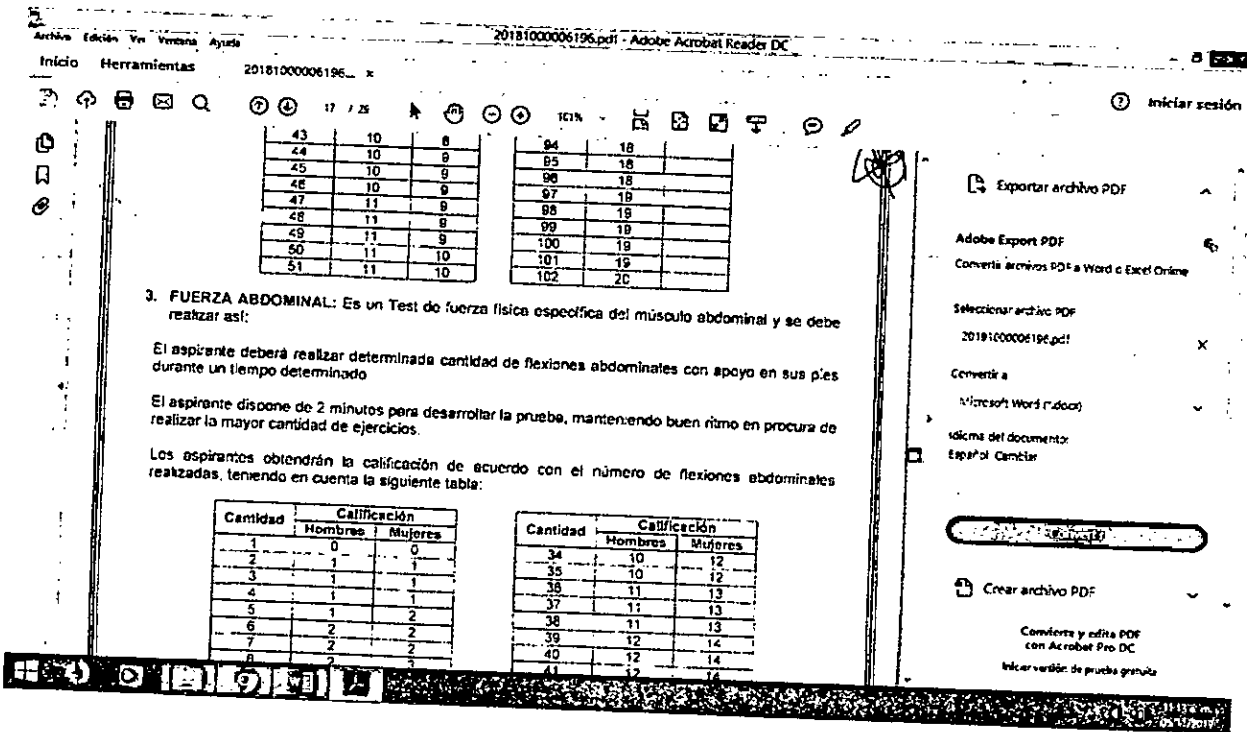 20181000006196.pdf - Adobe Acrobat Reader DC
Archivo Edición Ver Ventana Ayuda
Inicio Herramientas 20181000006196... x
17 / 26 101%
Iniciar sesión
43 10 8
44 10 9
45 10 9
46 10 9
47 11 9
48 11 9
49 11 9
50 11 10
51 11 10
94 18
95 18
96 18
97 19
98 19
99 19
100 19
101 19
102 20
3. FUERZA ABDOMINAL: Es un Test de fuerza física específica del músculo abdominal y se debe
realizar así:
El aspirante deberá realizar determinada cantidad de flexiones abdominales con apoyo en sus pies
durante un tiempo determinado
El aspirante dispone de 2 minutos para desarrollar la prueba, manteniendo buen ritmo en procura de
realizar la mayor cantidad de ejercicios.
Los aspirantes obtendrán la calificación de acuerdo con el número de flexiones abdominales
realizadas, teniendo en cuenta la siguiente tabla:
Cantidad Calificación
Hombres Mujeres
1 0 0
2 1 1
3 1 1
4 1 1
5 1 2
6 2 2
7 2 2
8 2 3
Cantidad Calificación
Hombres Mujeres
34 10 12
35 10 12
36 11 13
37 11 13
38 11 13
39 12 14
40 12 14
41 12
Exportar archivo PDF
Adobe Export PDF
Convertir archivos PDF a Word o Excel Online
Seleccionar archivo PDF
20181000006196.pdf x
Convertir a
Microsoft Word (*.docx)
Idioma del documento:
Español Cambiar
Convertir
Crear archivo PDF
Convierte y edita PDF
con Acrobat Pro DC
Iniciar versión de prueba gratuita